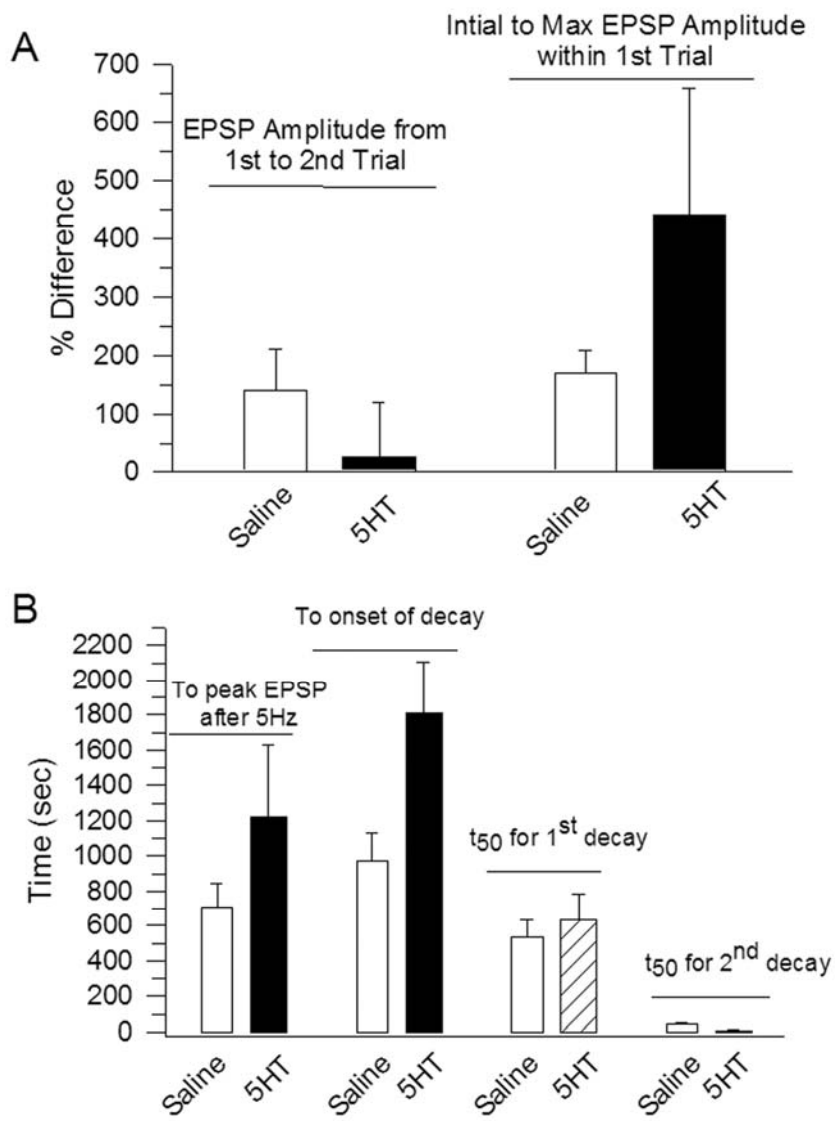 A
Intial to Max EPSP Amplitude
within 1st Trial
EPSP Amplitude from
1st to 2nd Trial
% Difference
700
600
500
400
300
200
100
0
Saline
5HT
Saline
5HT
B
To onset of decay
To peak EPSP
after 5Hz
t50 for 1st decay
t50 for 2nd decay
Time (sec)
2200
2000
1800
1600
1400
1200
1000
800
600
400
200
0
Saline
5HT
Saline
5HT
Saline
5HT
Saline
5HT